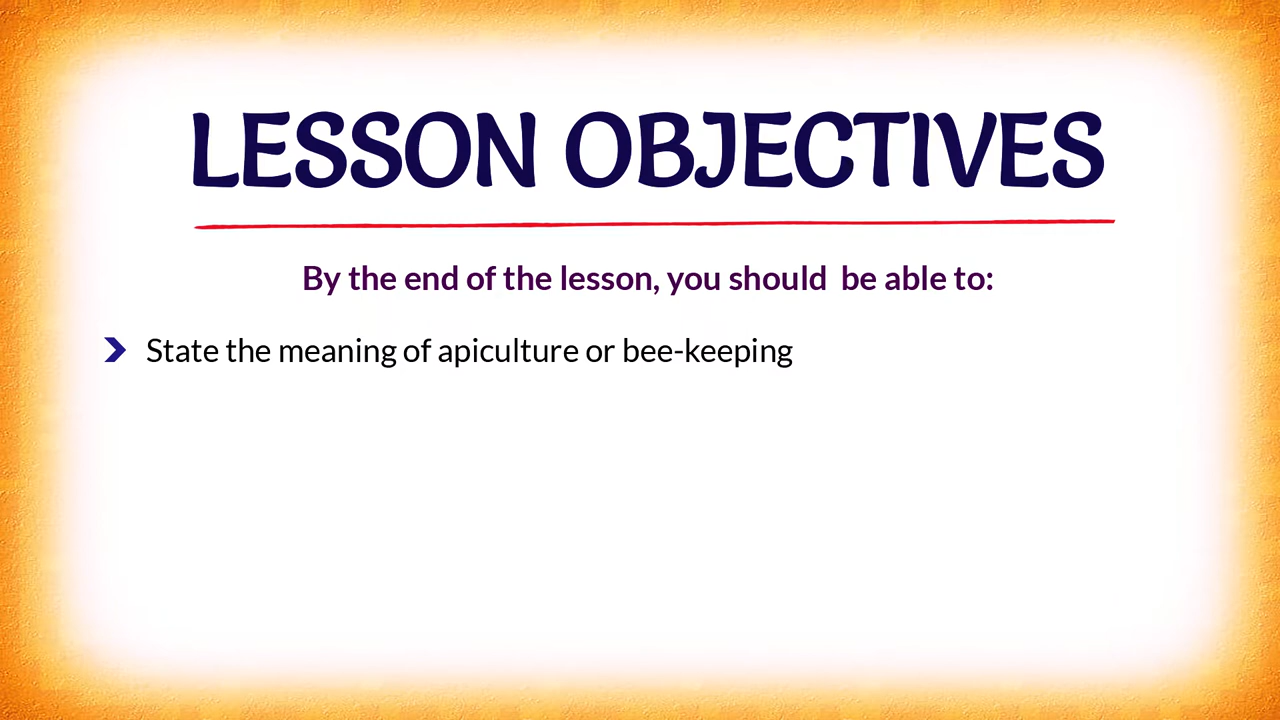 LESSON OBJECTIVES
By the end of the lesson, you should be able to:
State the meaning of apiculture or bee-keeping